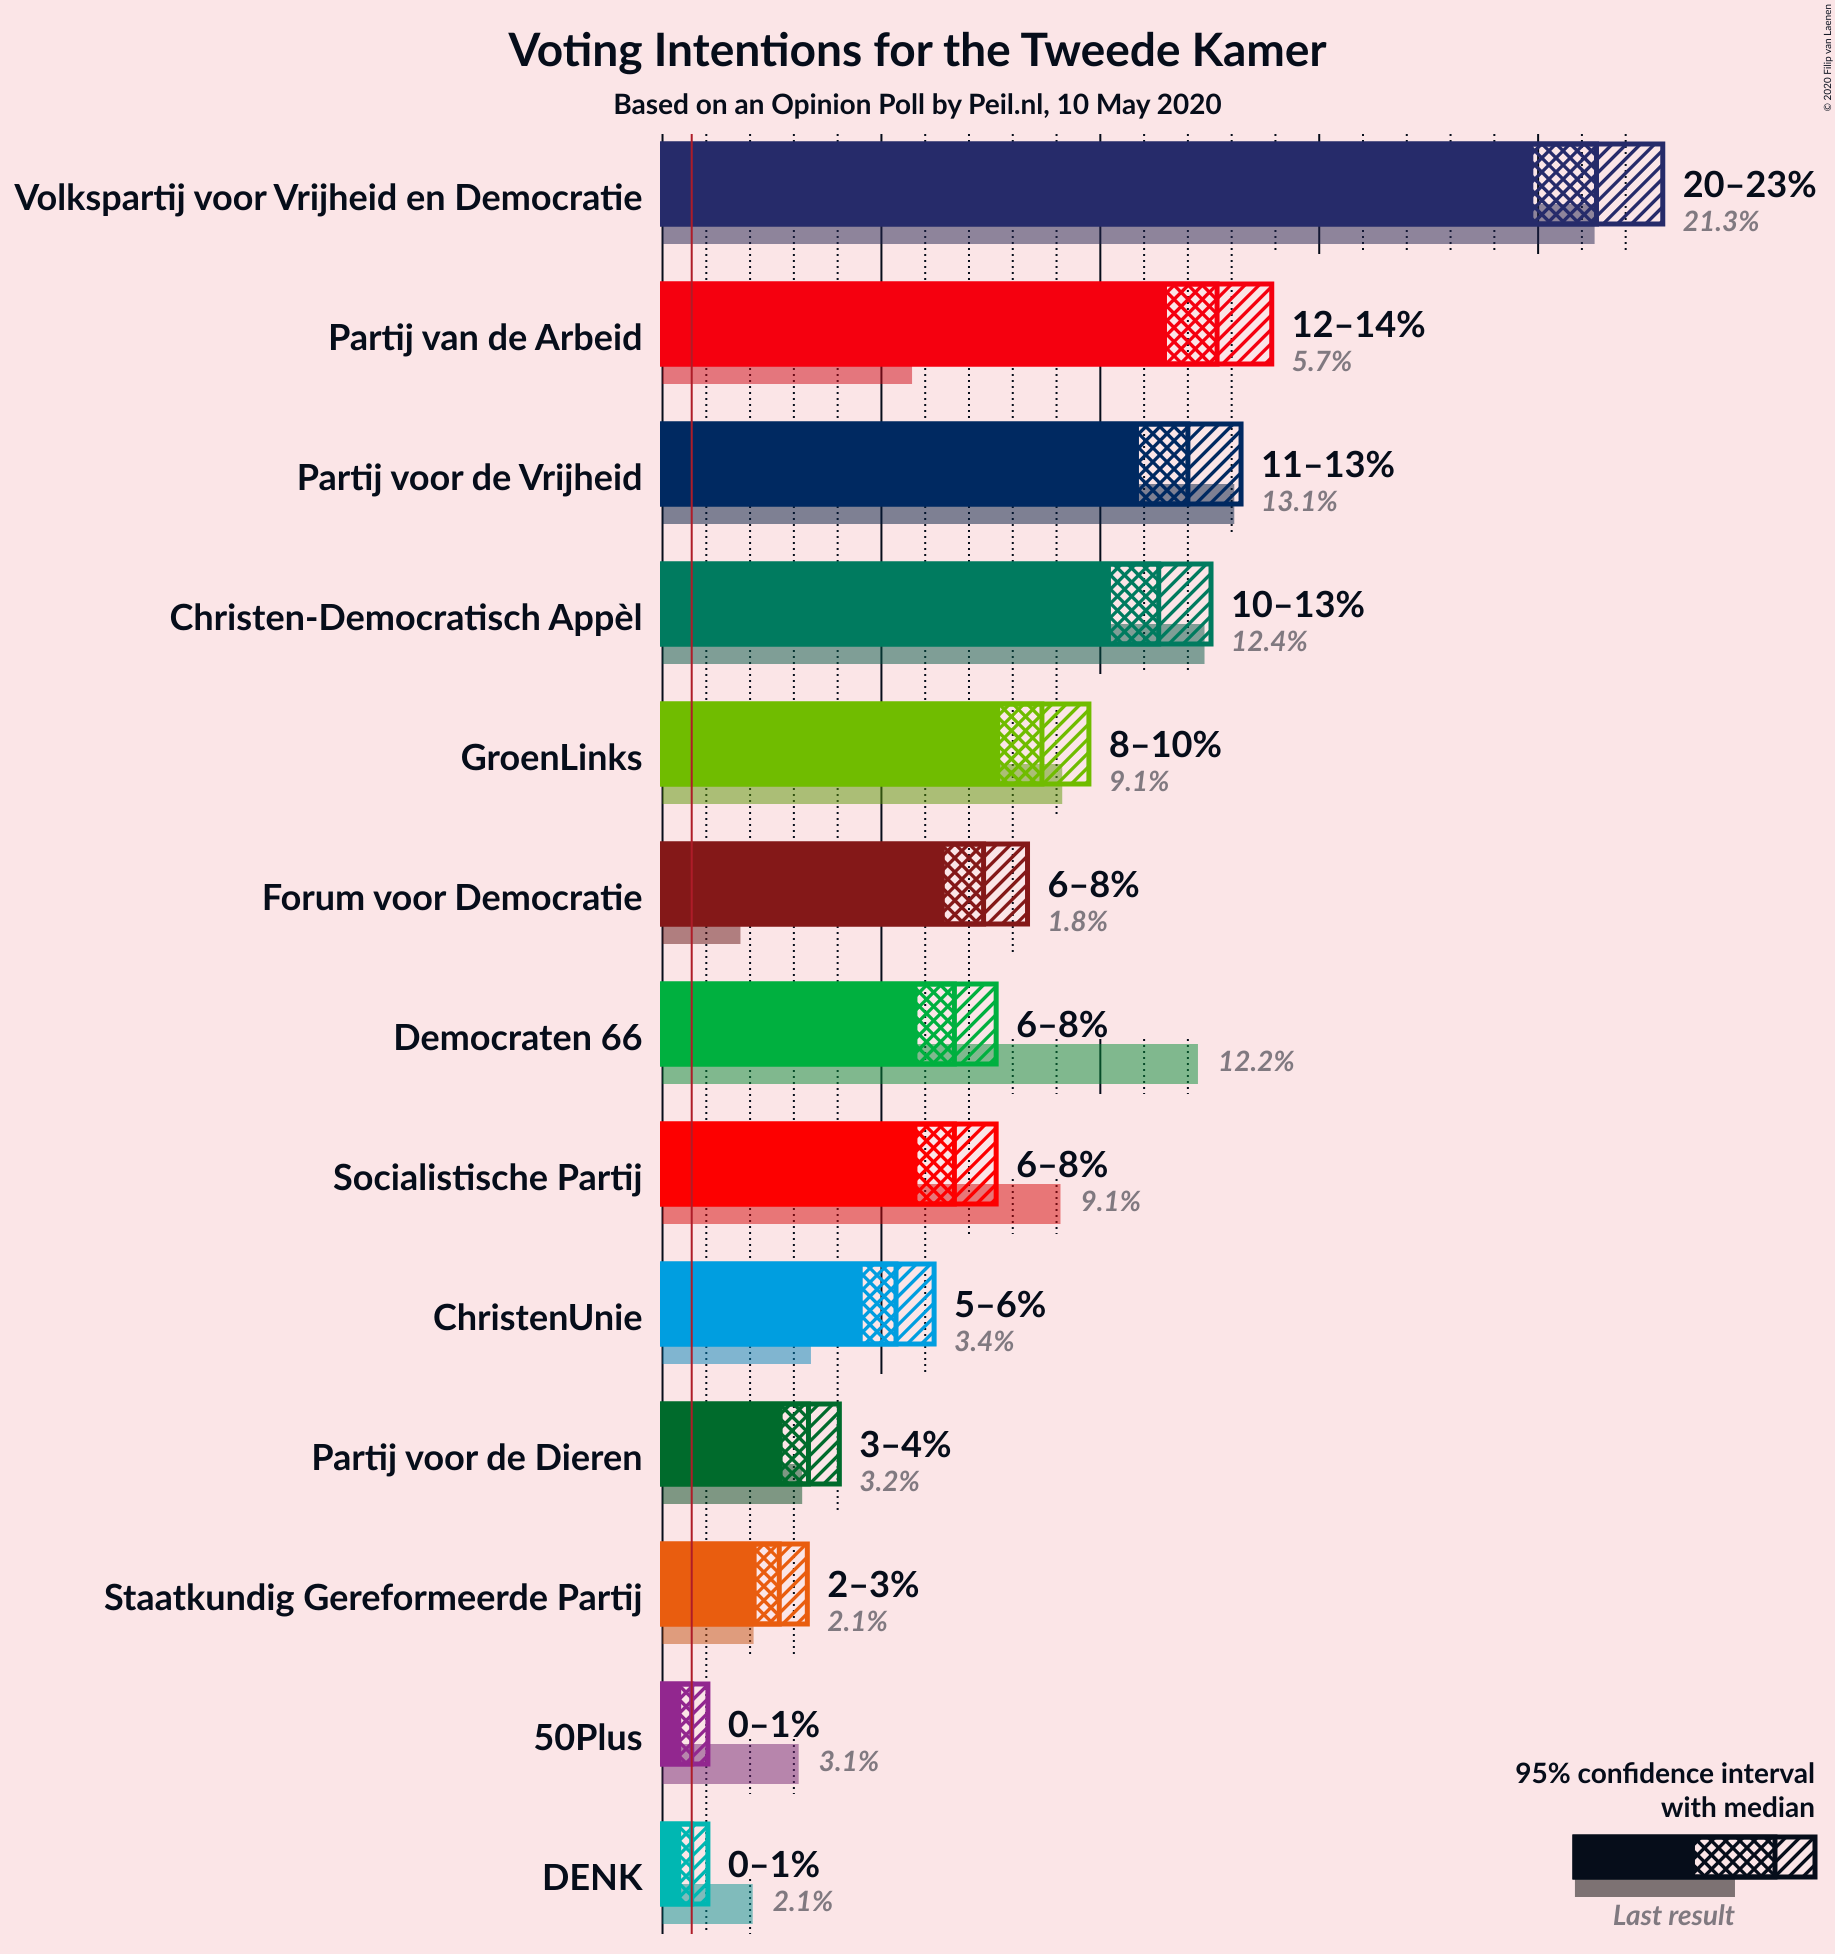 Voting Intentions for the Tweede Kamer
Based on an Opinion Poll by Peil.nl, 10 May 2020
© 2020 Filip van Laenen
Volkspartij voor Vrijheid en Democratie
20–23%
21.3%
Partij van de Arbeid
12–14%
5.7%
Partij voor de Vrijheid
11–13%
13.1%
Christen-Democratisch Appèl
10–13%
12.4%
GroenLinks
8–10%
9.1%
Forum voor Democratie
6–8%
1.8%
Democraten 66
6–8%
12.2%
Socialistische Partij
6–8%
9.1%
ChristenUnie
5–6%
3.4%
Partij voor de Dieren
3–4%
3.2%
Staatkundig Gereformeerde Partij
2–3%
2.1%
50Plus
0–1%
3.1%
DENK
0–1%
2.1%
95% confidence interval
with median
Last result